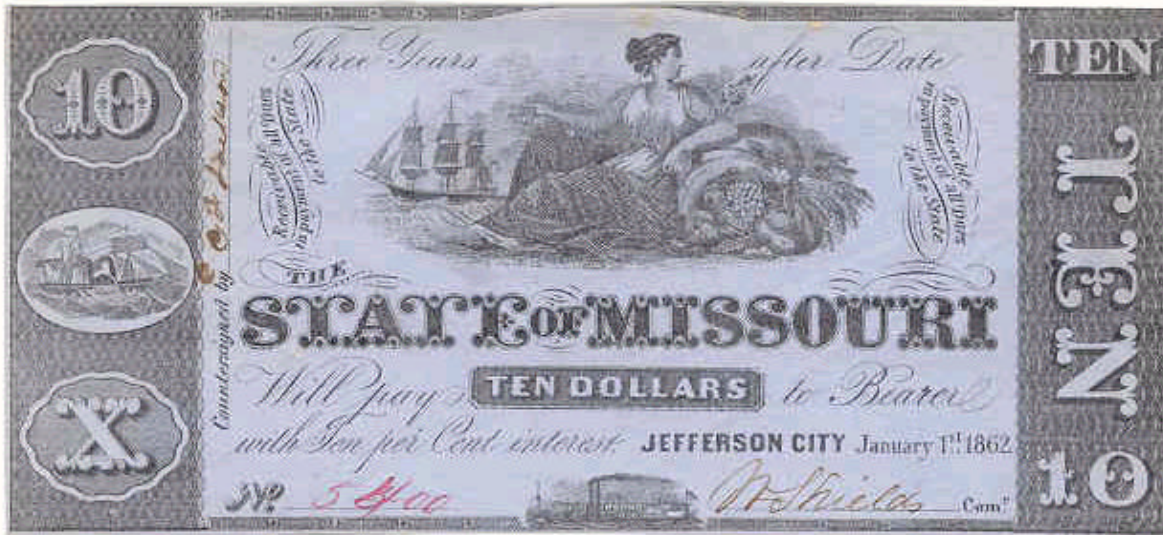 10
X
Countersigned by
Three Years after Date
Receivable
in payment of all Dues
to the State
Receivable
in payment of all Dues
to the State
THE
STATE OF MISSOURI
Will pay TEN DOLLARS to Bearer
with Ten per Cent interest. JEFFERSON CITY January 1st. 1862
No. 5400
W Shields Comr.
TEN
TEN
10